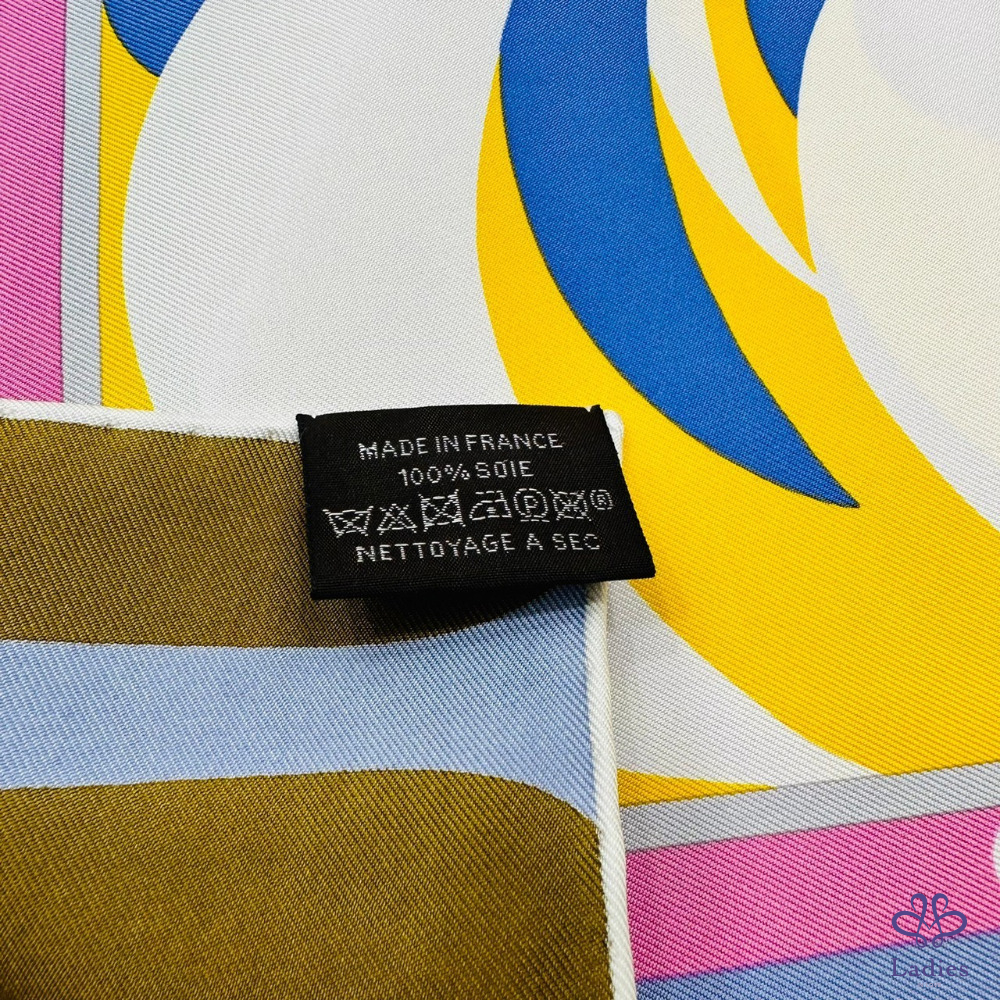 MADE IN FRANCE
100% SOIE
P
®
NETTOYAGE A SEC
Ladies